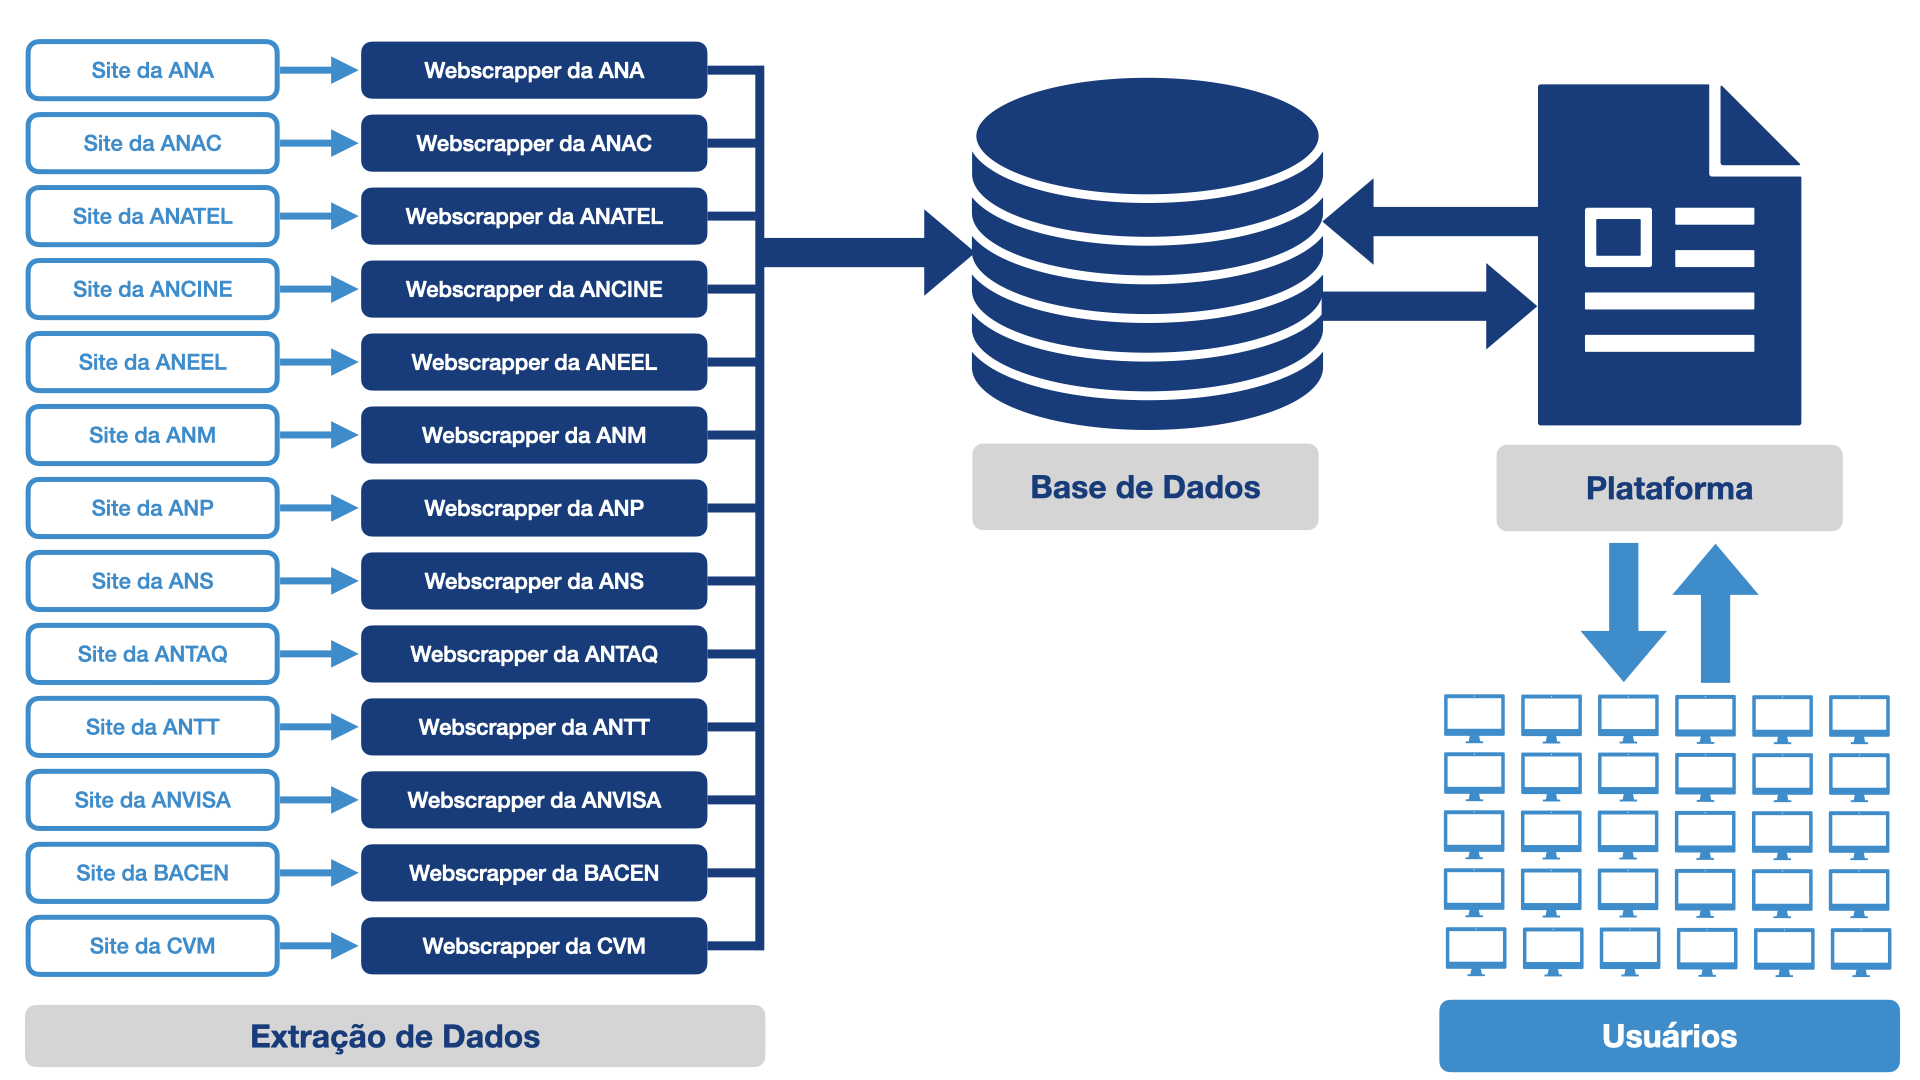 Site da ANA
Webscrapper da ANA
Site da ANAC
Webscrapper da ANAC
Site da ANATEL
Webscrapper da ANATEL
Site da ANCINE
Webscrapper da ANCINE
Site da ANEEL
Webscrapper da ANEEL
Site da ANM
Webscrapper da ANM
Site da ANP
Webscrapper da ANP
Site da ANS
Webscrapper da ANS
Site da ANTAQ
Webscrapper da ANTAQ
Site da ANTT
Webscrapper da ANTT
Site da ANVISA
Webscrapper da ANVISA
Site da BACEN
Webscrapper da BACEN
Site da CVM
Webscrapper da CVM
Extração de Dados
Base de Dados
Plataforma
Usuários